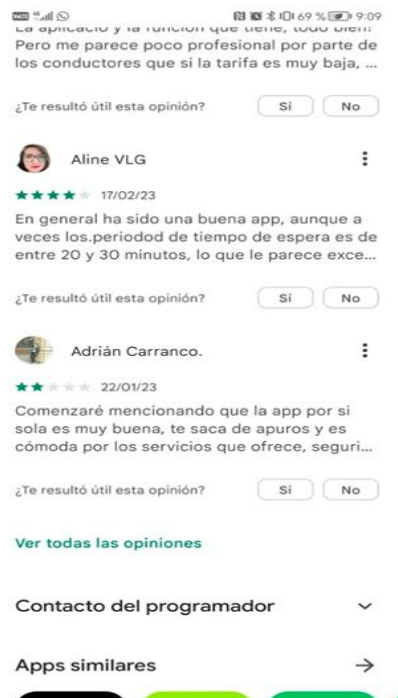 69 % 9:09
La aplicació y la función que tiene, todo bien!
Pero me parece poco profesional por parte de
los conductores que si la tarifa es muy baja, ...
¿Te resultó útil esta opinión? Sí No
Aline VLG
17/02/23
En general ha sido una buena app, aunque a
veces los.periodod de tiempo de espera es de
entre 20 y 30 minutos, lo que le parece exce...
¿Te resultó útil esta opinión? Sí No
Adrián Carranco.
22/01/23
Comenzaré mencionando que la app por si
sola es muy buena, te saca de apuros y es
cómoda por los servicios que ofrece, seguri...
¿Te resultó útil esta opinión? Sí No
Ver todas las opiniones
Contacto del programador
Apps similares